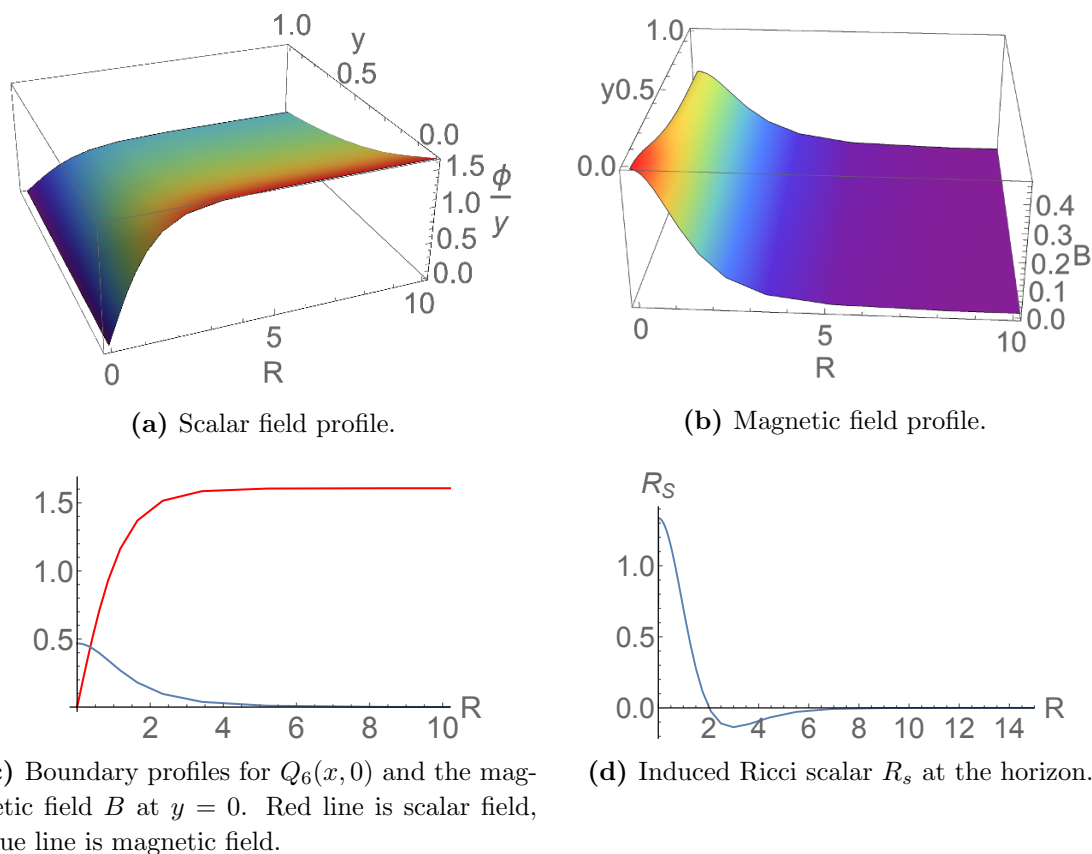 1.0
y
0.5
0.0
1.5
1.0
0.5
0.0
ϕ
y
0
5
10
R
(a) Scalar field profile.
1.0
y0.5
0.0
0.4
0.3
0.2
0.1
0.0
B
0
5
10
R
(b) Magnetic field profile.
1.5
1.0
0.5
2 4 6 8 10
R
) Boundary profiles for Q₆(x, 0) and the mag-
etic field B at y = 0. Red line is scalar field,
ue line is magnetic field.
R_S
1.0
0.5
0.0
2 4 6 8 10 12 14
R
(d) Induced Ricci scalar R_s at the horizon.